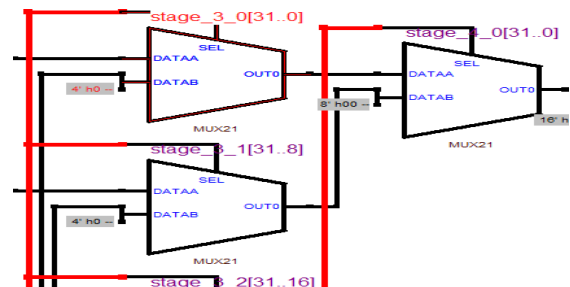 stage_3_0[31..0]
SEL
DATAA
DATAB
OUT0
4' h0 --
MUX21
stage_4_0[31..0]
SEL
DATAA
DATAB
OUT0
8' h00 --
16' h
MUX21
stage_3_1[31..8]
SEL
DATAA
DATAB
OUT0
4' h0 --
MUX21
stage_3_2[31..16]